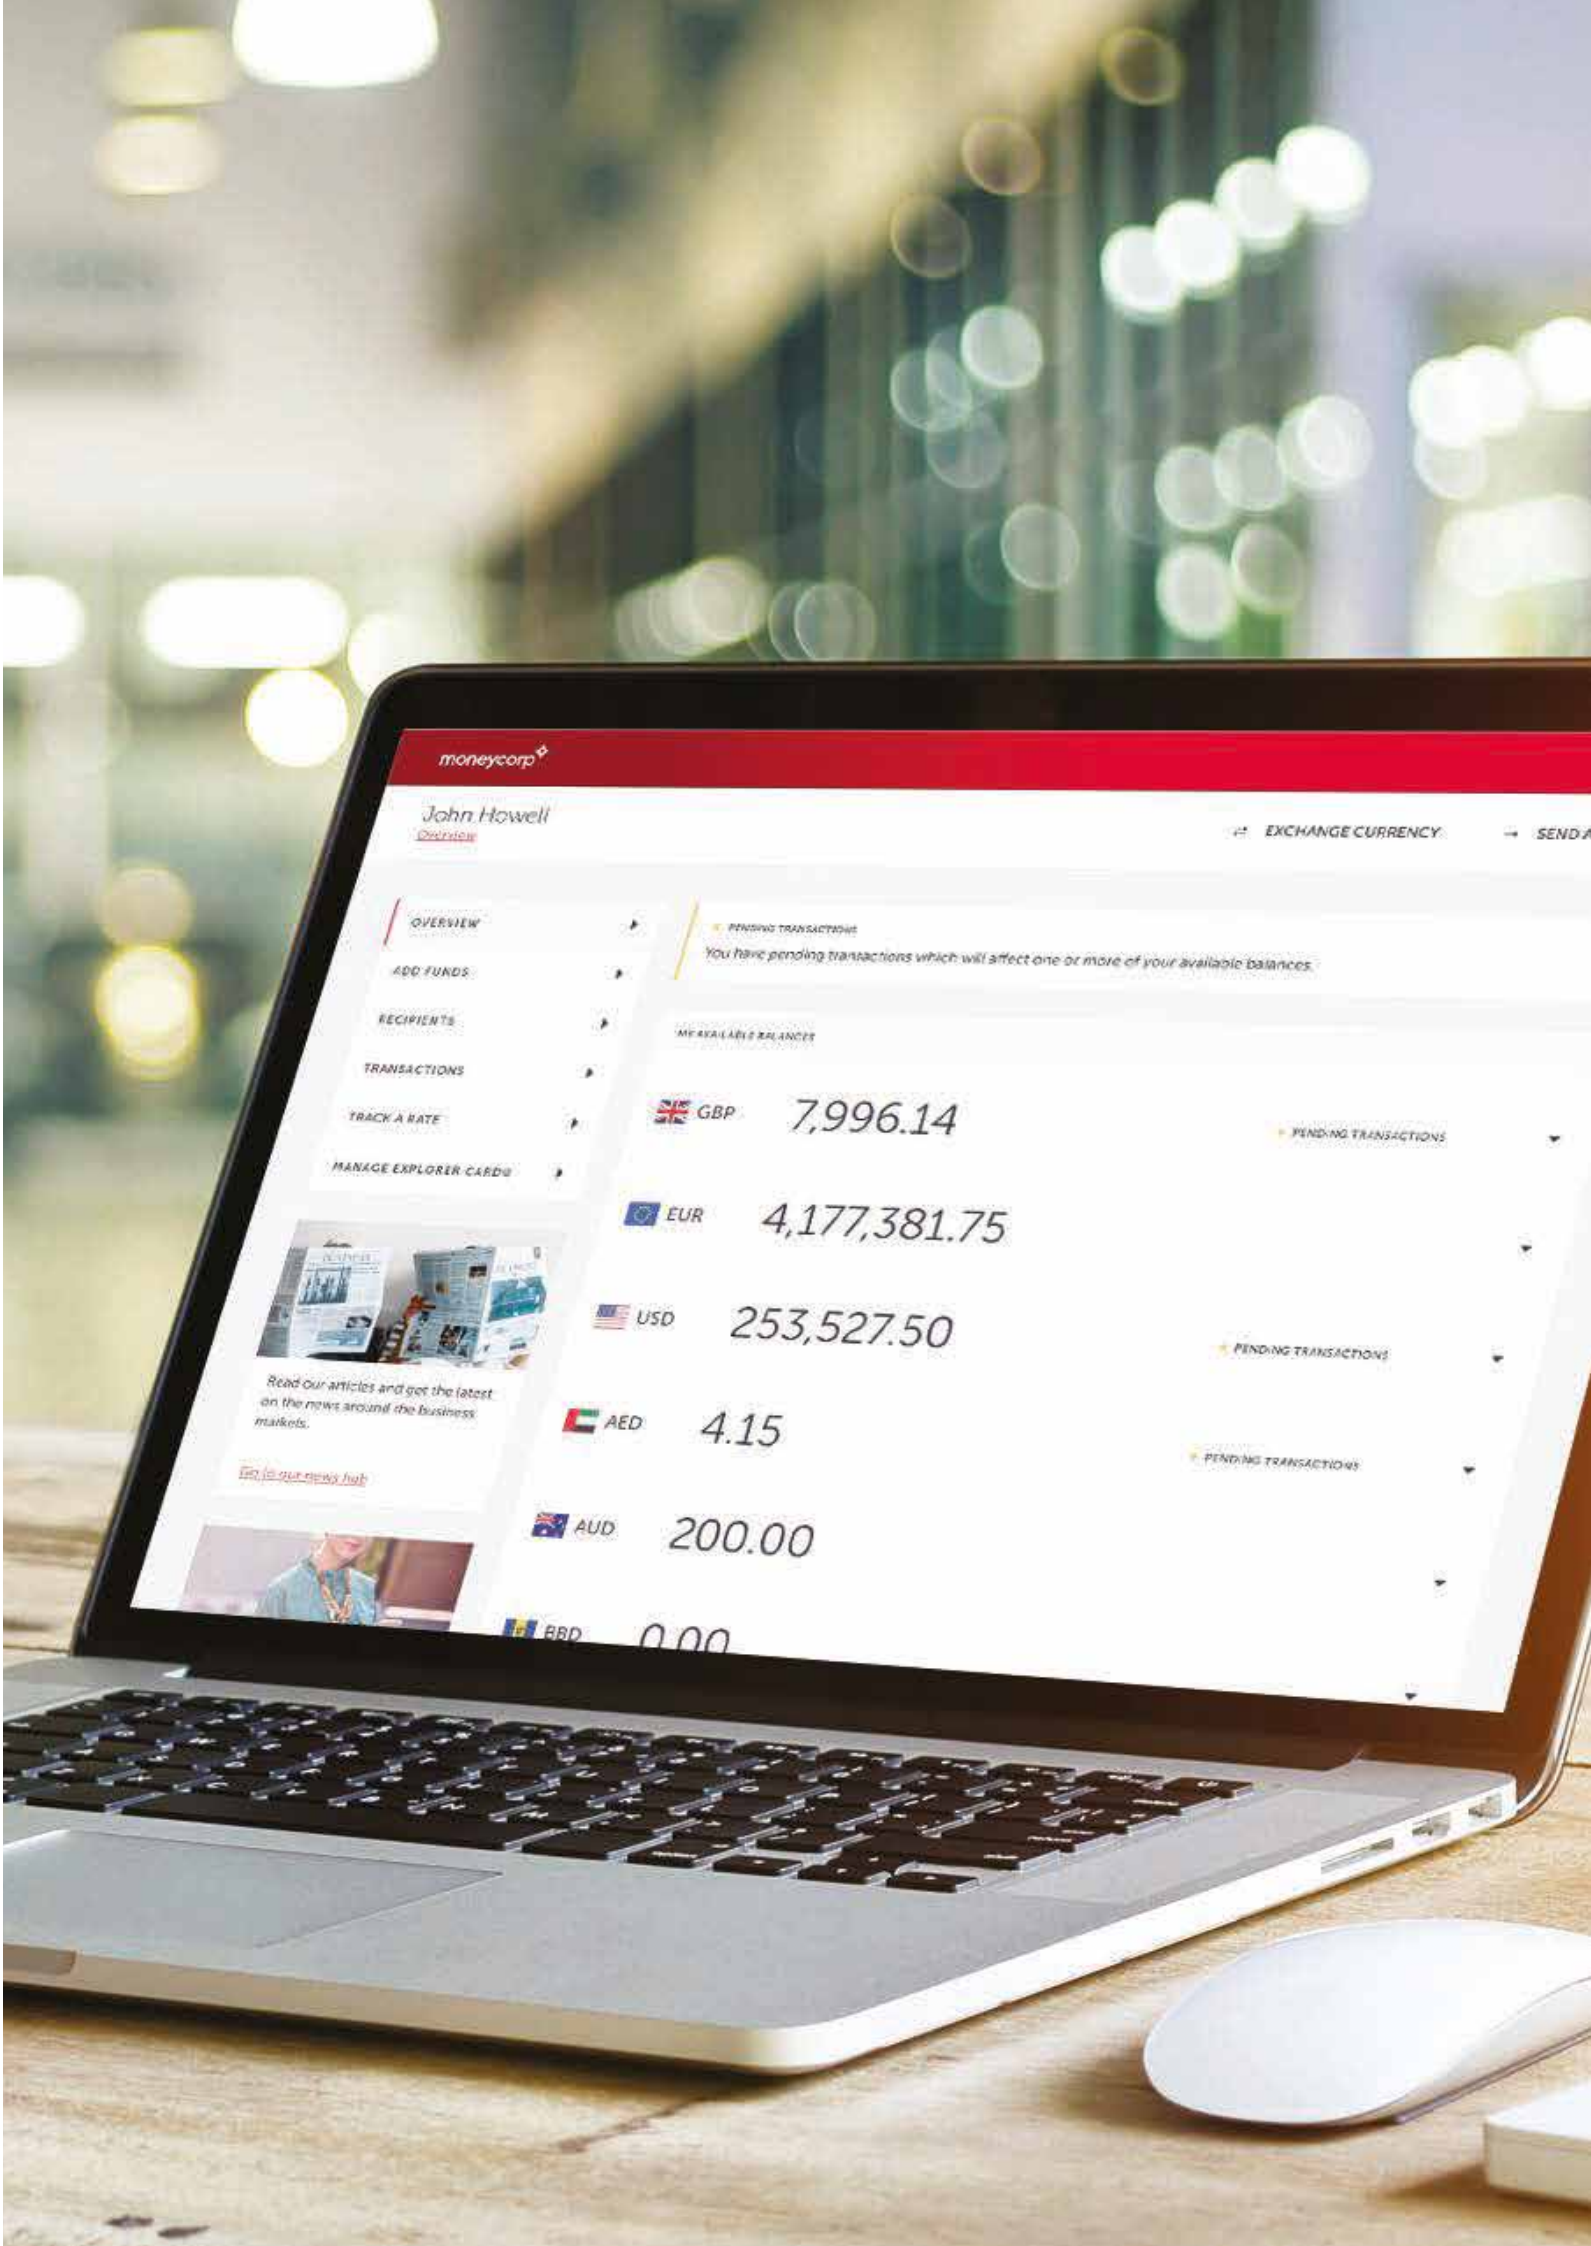 moneycorp
John Howell
Overview
EXCHANGE CURRENCY
SEND A
OVERVIEW
ADD FUNDS
RECIPIENTS
TRANSACTIONS
TRACK A RATE
MANAGE EXPLORER CARD®
PENDING TRANSACTIONS
You have pending transactions which will affect one or more of your available balances.
MY AVAILABLE BALANCES
GBP 7,996.14 PENDING TRANSACTIONS
EUR 4,177,381.75
USD 253,527.50 PENDING TRANSACTIONS
AED 4.15 PENDING TRANSACTIONS
AUD 200.00
BBD 0.00
Read our articles and get the latest
on the news around the business
markets.
Go to our news hub